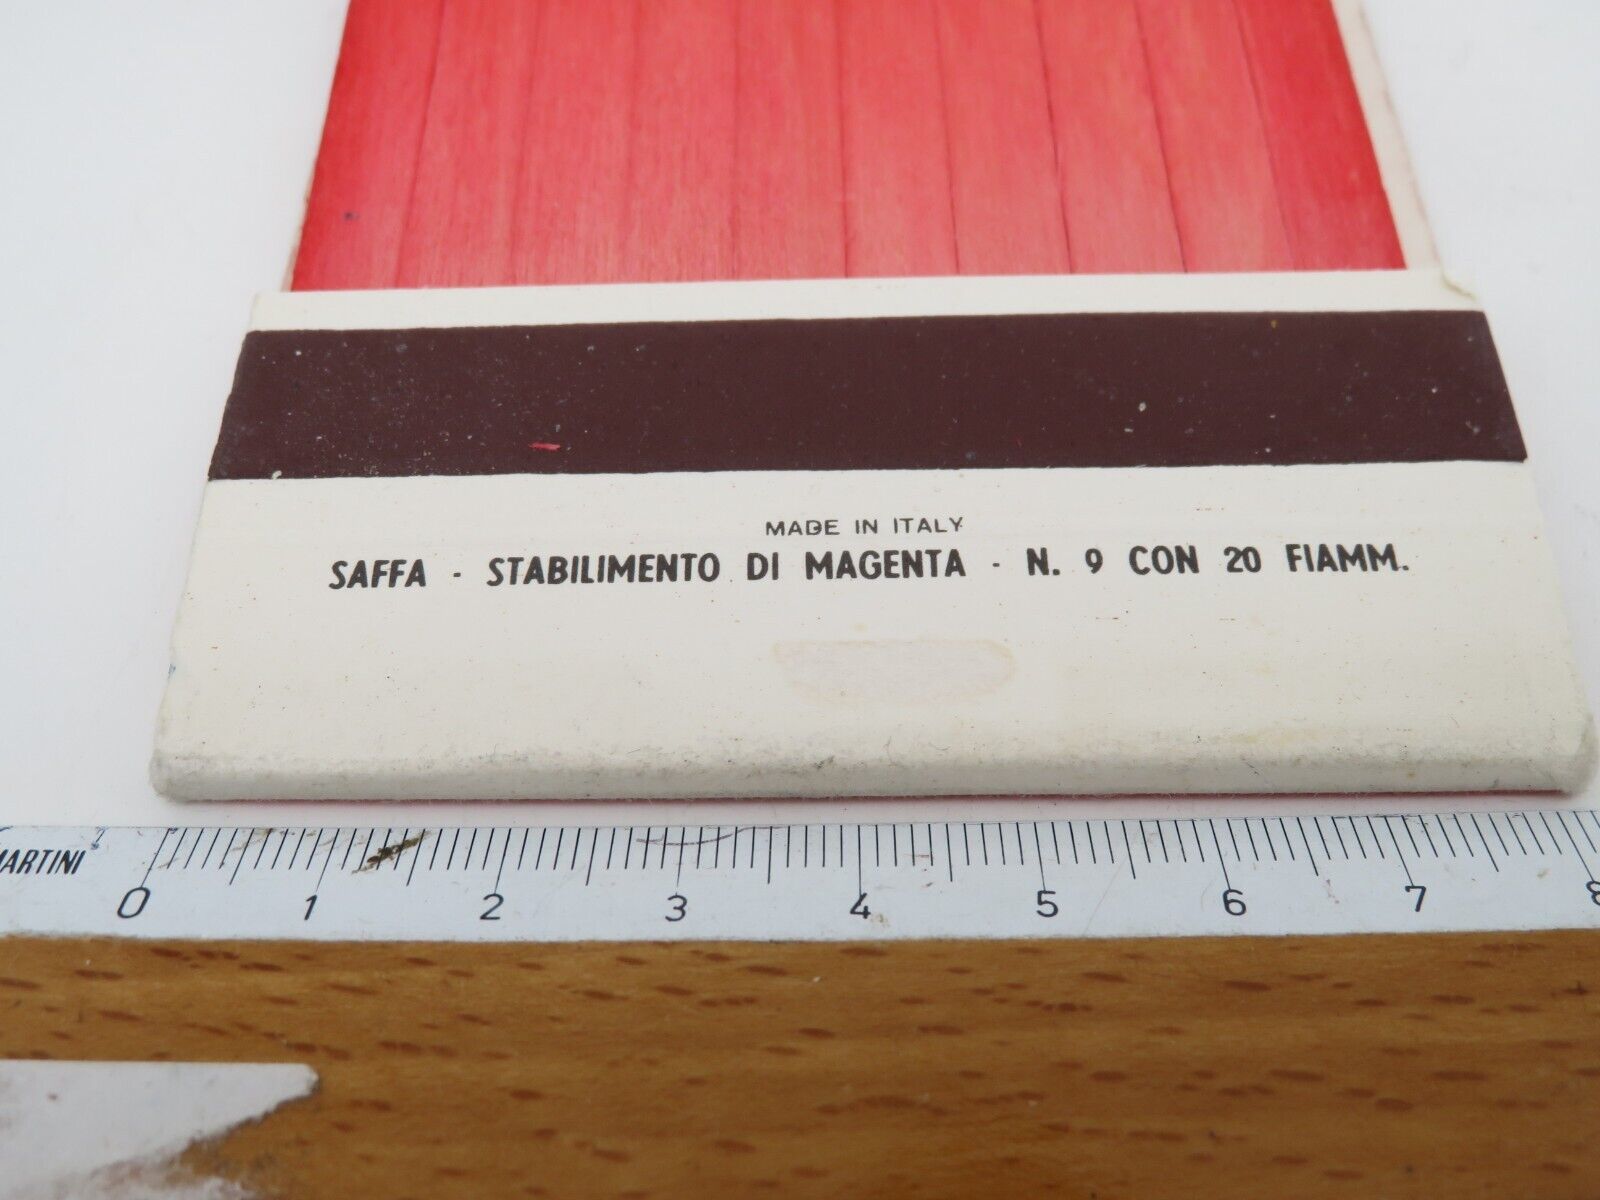 MADE IN ITALY
SAFFA - STABILIMENTO DI MAGENTA - N. 9 CON 20 FIAMM.
MARTINI
0 1 2 3 4 5 6 7 8